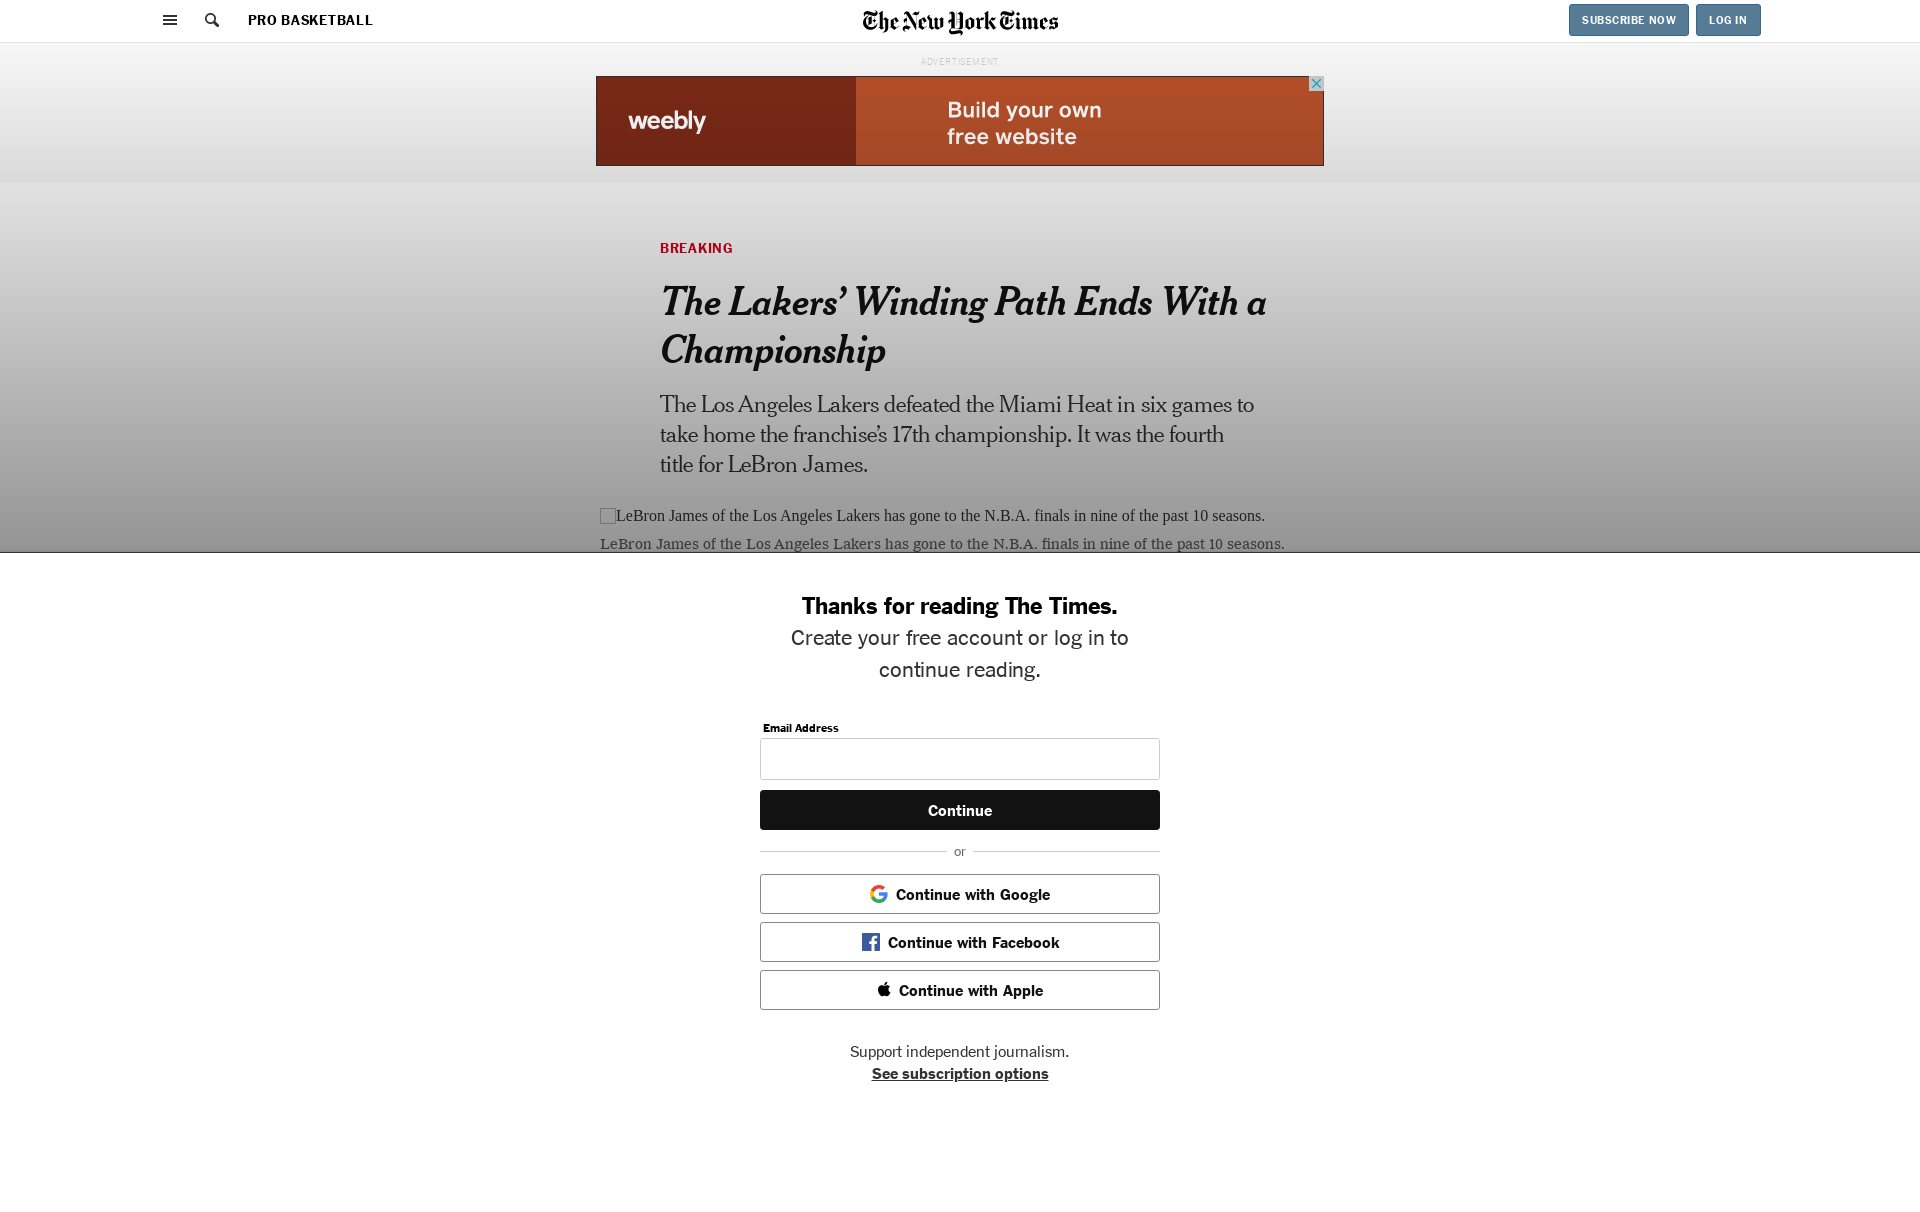 PRO BASKETBALL
The New York Times
SUBSCRIBE NOW
LOG IN
ADVERTISEMENT
weebly
Build your own
free website
BREAKING
The Lakers’ Winding Path Ends With a
Championship
The Los Angeles Lakers defeated the Miami Heat in six games to
take home the franchise’s 17th championship. It was the fourth
title for LeBron James.
LeBron James of the Los Angeles Lakers has gone to the N.B.A. finals in nine of the past 10 seasons.
LeBron James of the Los Angeles Lakers has gone to the N.B.A. finals in nine of the past 10 seasons.
Thanks for reading The Times.
Create your free account or log in to
continue reading.
Email Address
Continue
or
Continue with Google
Continue with Facebook
Continue with Apple
Support independent journalism.
See subscription options